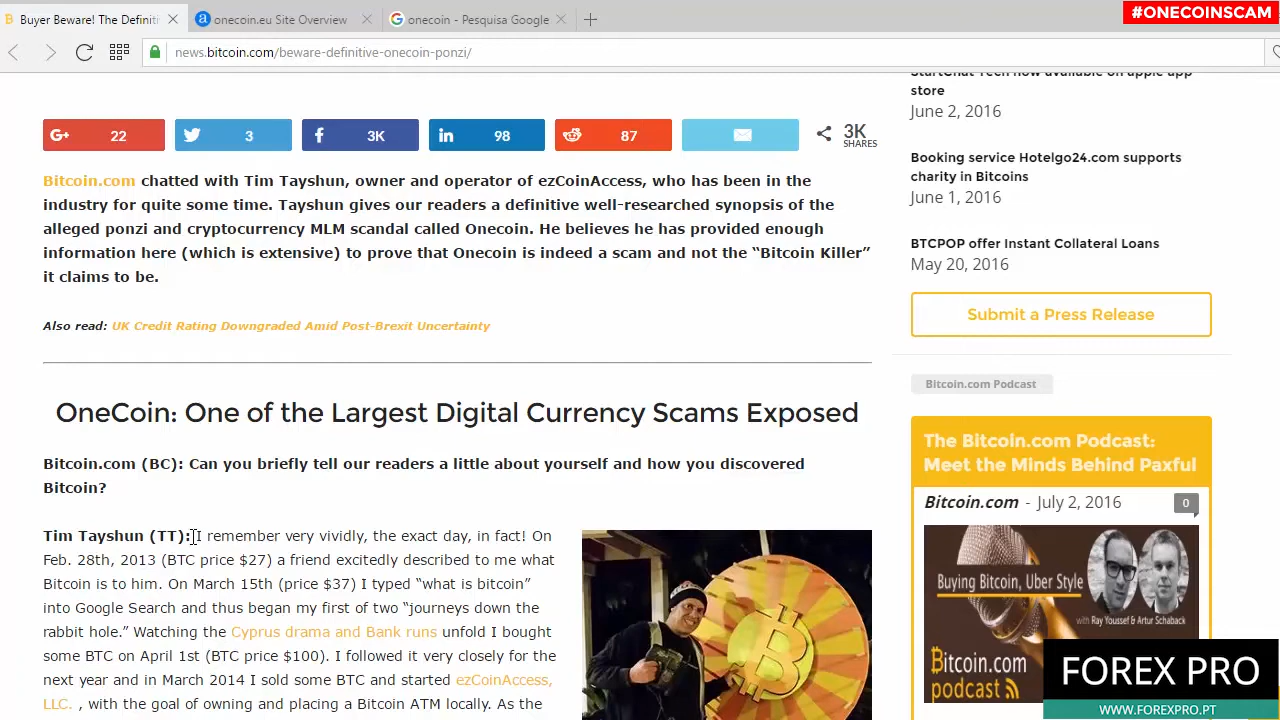 Buyer Beware! The Definiti
onecoin.eu Site Overview
onecoin - Pesquisa Google
#ONECOINSCAM
news.bitcoin.com/beware-definitive-onecoin-ponzi/
G+ 22
3
f 3K
in 98
87
3K
SHARES
Bitcoin.com chatted with Tim Tayshun, owner and operator of ezCoinAccess, who has been in the
industry for quite some time. Tayshun gives our readers a definitive well-researched synopsis of the
alleged ponzi and cryptocurrency MLM scandal called Onecoin. He believes he has provided enough
information here (which is extensive) to prove that Onecoin is indeed a scam and not the “Bitcoin Killer”
it claims to be.
Also read: UK Credit Rating Downgraded Amid Post-Brexit Uncertainty
OneCoin: One of the Largest Digital Currency Scams Exposed
Bitcoin.com (BC): Can you briefly tell our readers a little about yourself and how you discovered
Bitcoin?
Tim Tayshun (TT): I remember very vividly, the exact day, in fact! On
Feb. 28th, 2013 (BTC price $27) a friend excitedly described to me what
Bitcoin is to him. On March 15th (price $37) I typed “what is bitcoin”
into Google Search and thus began my first of two “journeys down the
rabbit hole.” Watching the Cyprus drama and Bank runs unfold I bought
some BTC on April 1st (BTC price $100). I followed it very closely for the
next year and in March 2014 I sold some BTC and started ezCoinAccess,
LLC. , with the goal of owning and placing a Bitcoin ATM locally. As the
StartChat Tech now available on apple app
store
June 2, 2016
Booking service Hotelgo24.com supports
charity in Bitcoins
June 1, 2016
BTCPOP offer Instant Collateral Loans
May 20, 2016
Submit a Press Release
Bitcoin.com Podcast
The Bitcoin.com Podcast:
Meet the Minds Behind Paxful
Bitcoin.com - July 2, 2016
0
Buying Bitcoin, Uber Style
with Ray Youssef & Artur Schaback
Bitcoin.com
podcast
FOREX PRO
WWW.FOREXPRO.PT